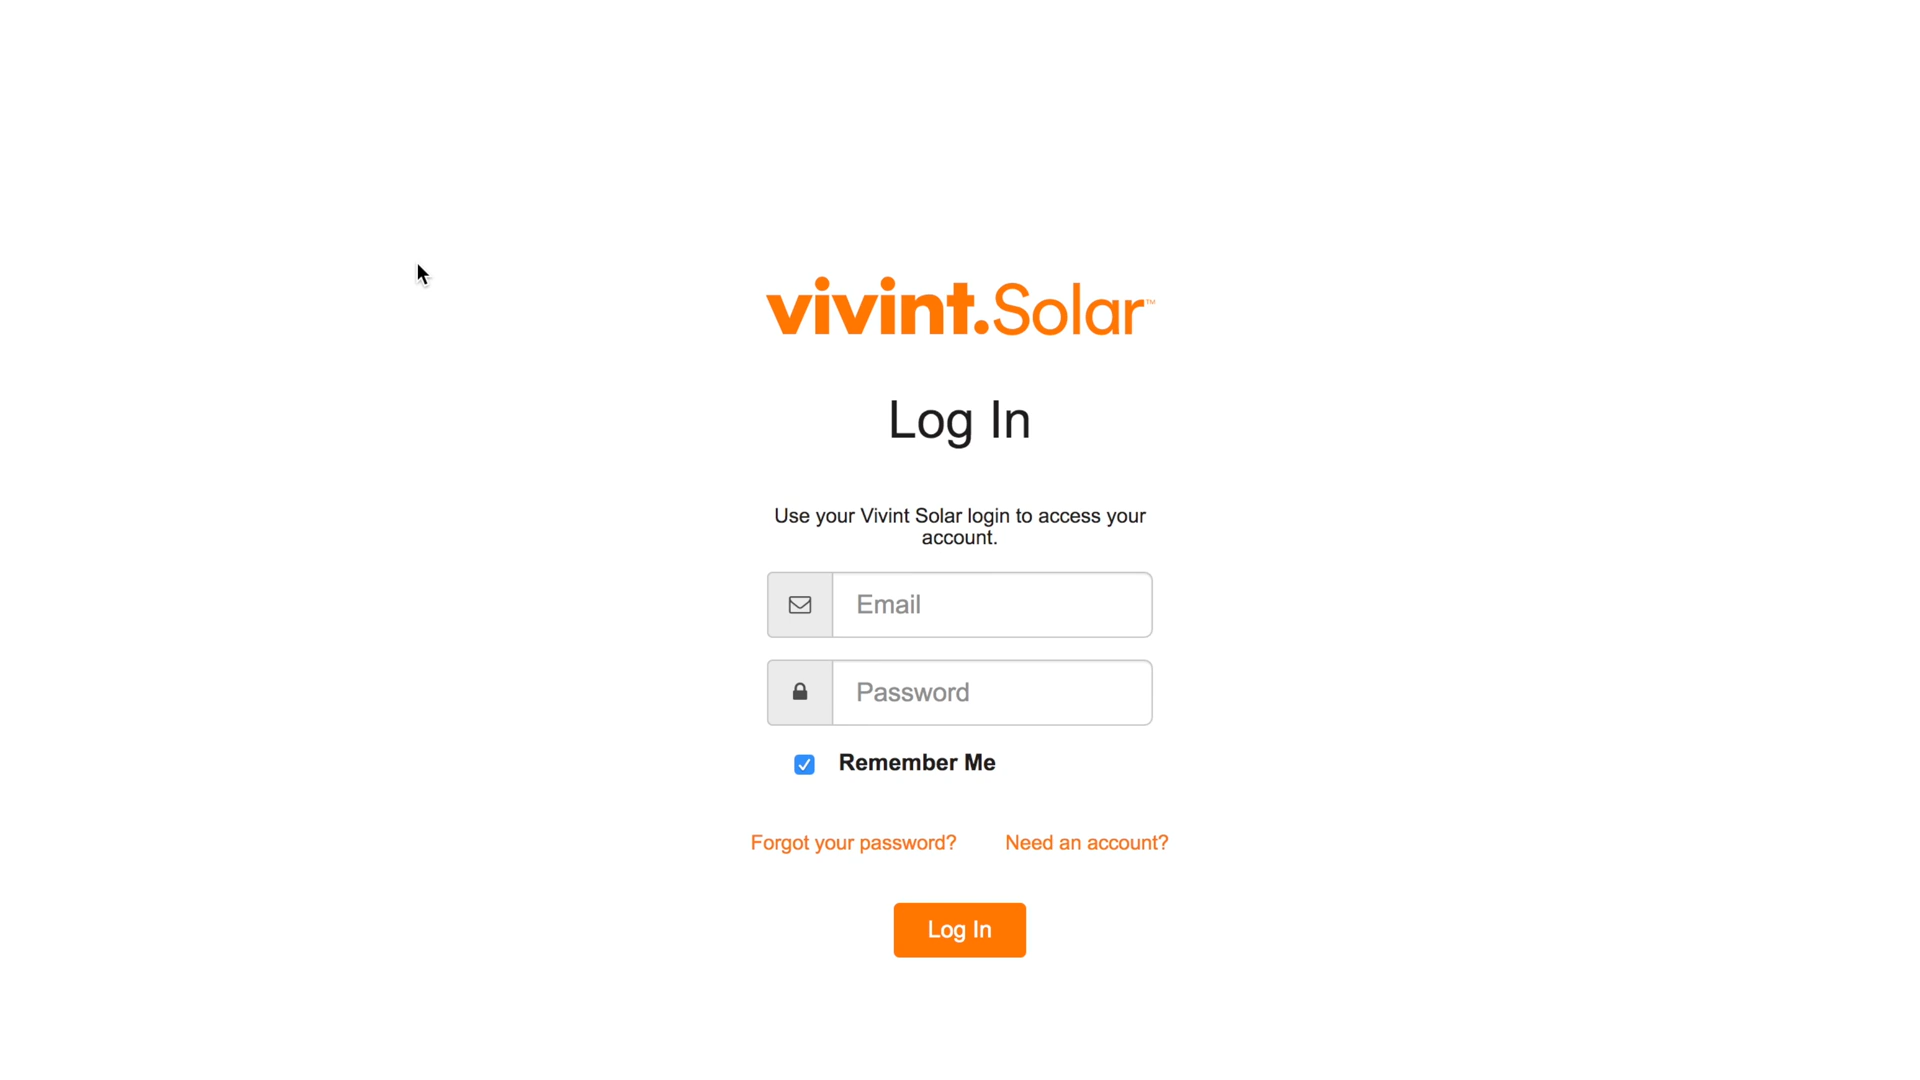 vivint.Solar™
Log In
Use your Vivint Solar login to access your
account.
Email
Password
Remember Me
Forgot your password? Need an account?
Log In